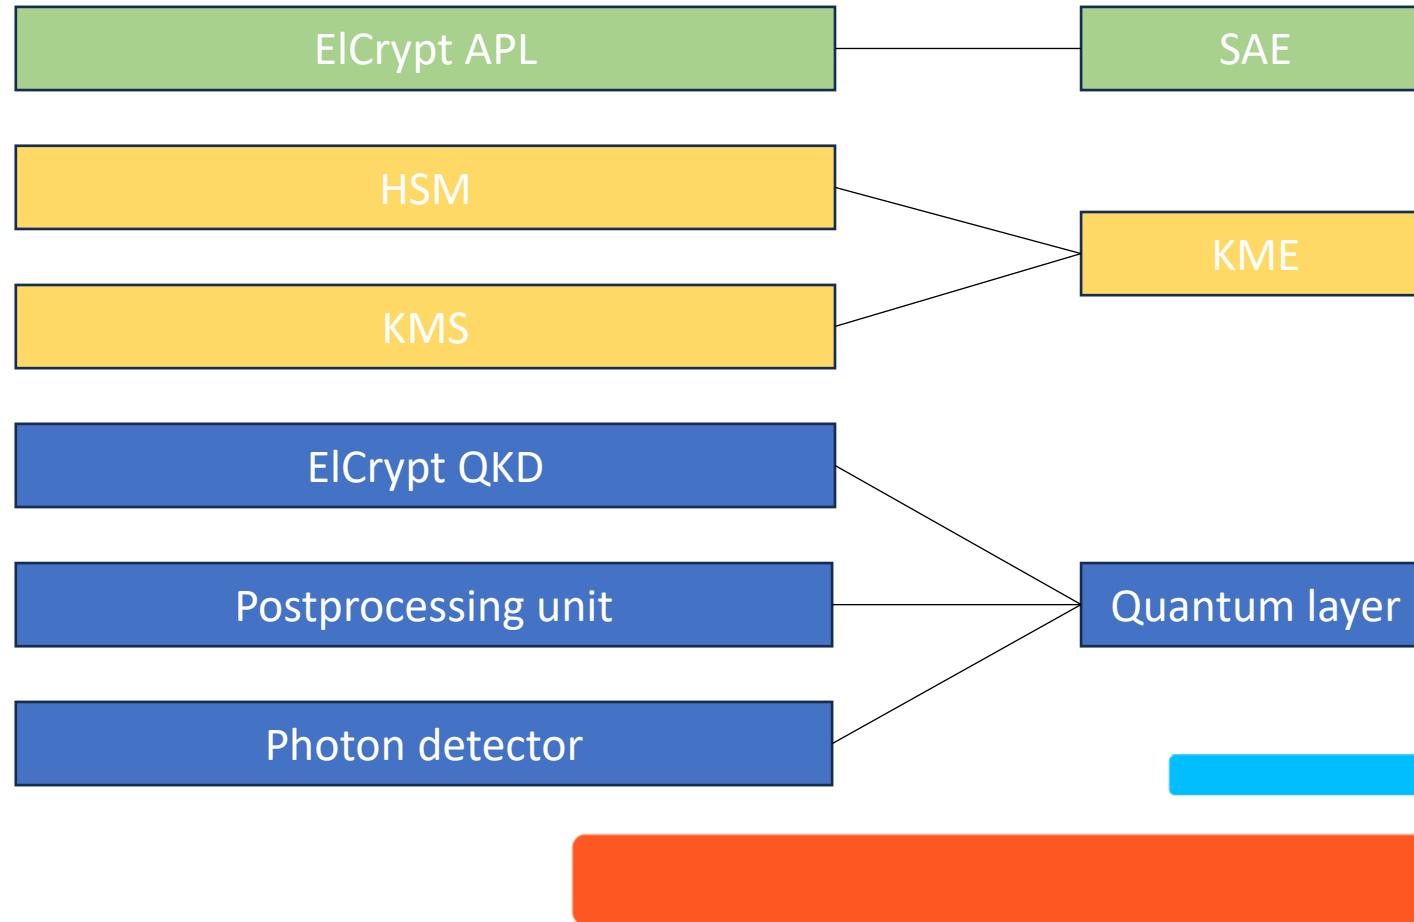 ElCrypt APL
SAE
HSM
KME
KMS
ElCrypt QKD
Postprocessing unit
Quantum layer
Photon detector